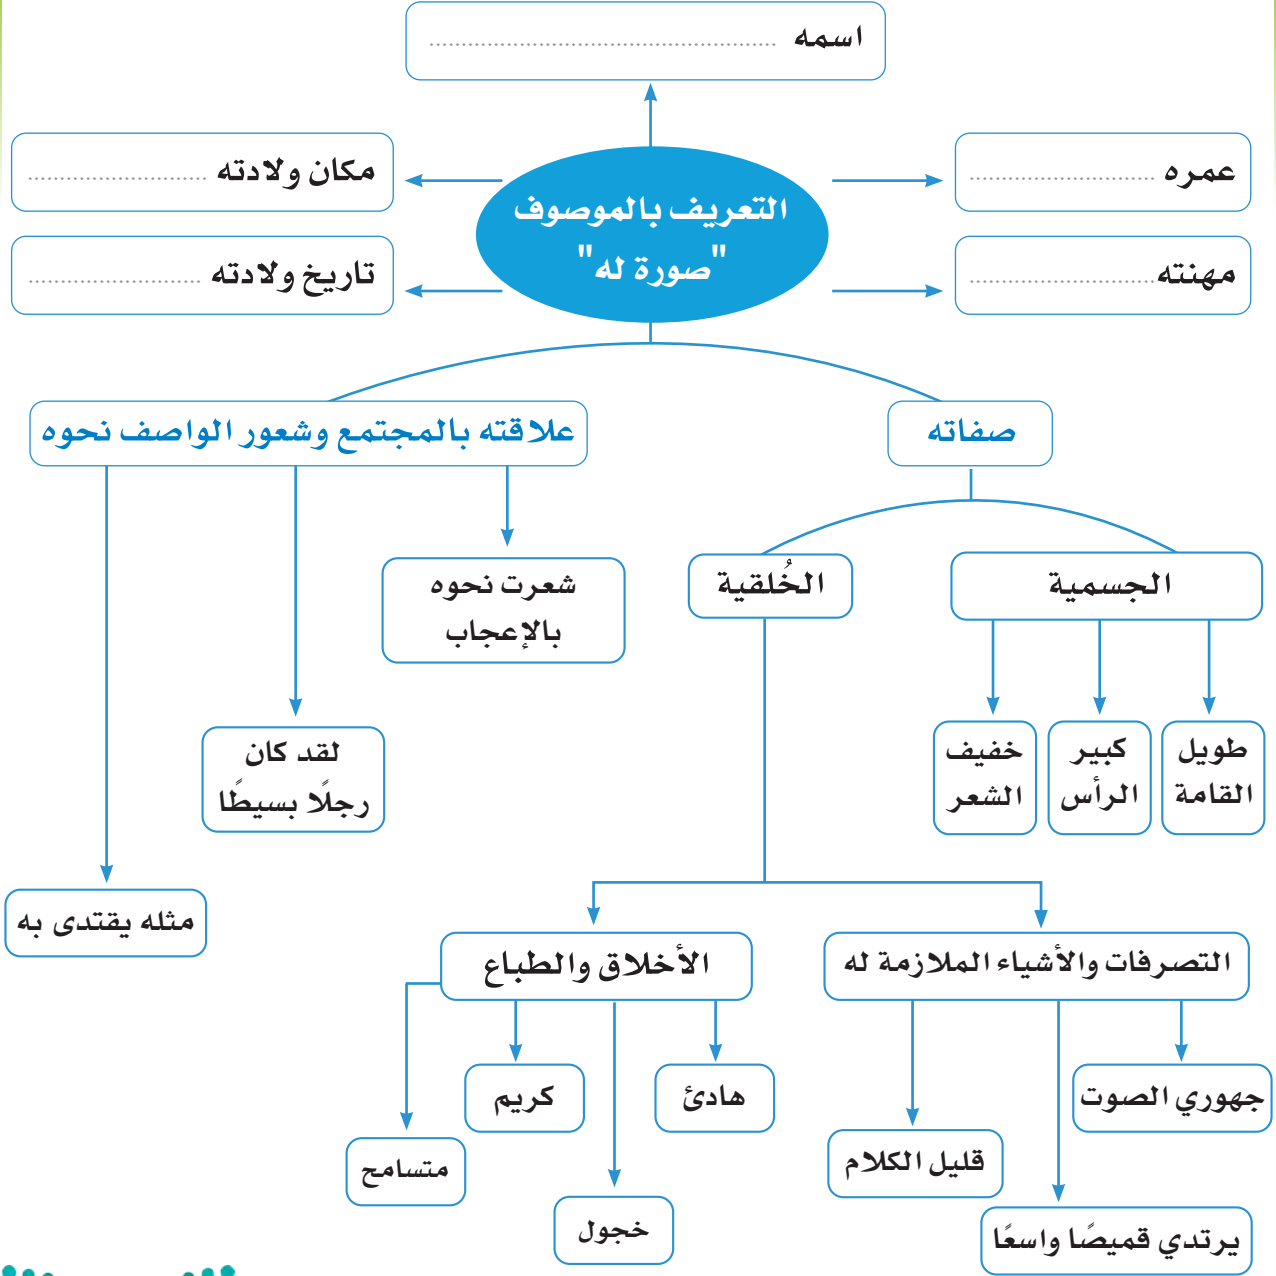 اسمه ......................................................
عمره .............................
مكان ولادته ............................
التعريف بالموصوف
"صورة له"
مهنته .............................
تاريخ ولادته ...........................
صفاته
علاقته بالمجتمع وشعور الواصف نحوه
الجسمية
الخُلقية
شعرت نحوه
بالإعجاب
طويل
القامة
كبير
الرأس
خفيف
الشعر
لقد كان
رجلًا بسيطًا
مثله يقتدى به
التصرفات والأشياء الملازمة له
الأخلاق والطباع
جهوري الصوت
هادئ
كريم
قليل الكلام
متسامح
يرتدي قميصًا واسعًا
خجول